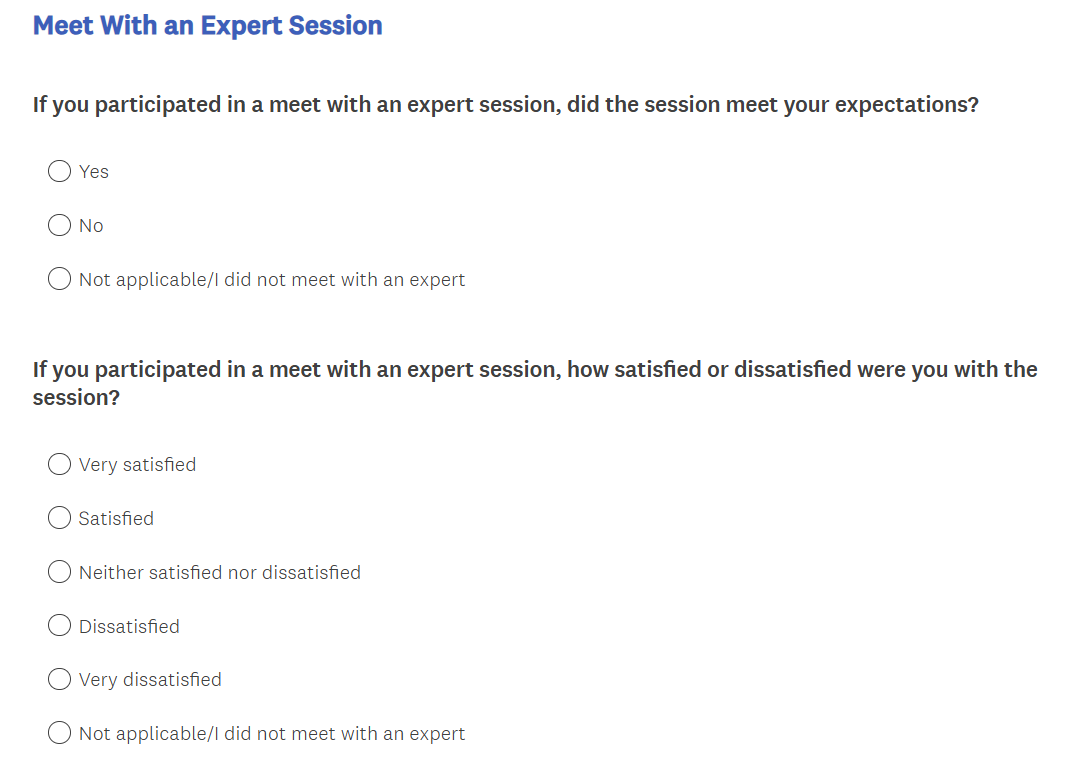 Meet With an Expert Session
If you participated in a meet with an expert session, did the session meet your expectations?
Yes
No
Not applicable/I did not meet with an expert
If you participated in a meet with an expert session, how satisfied or dissatisfied were you with the
session?
Very satisfied
Satisfied
Neither satisfied nor dissatisfied
Dissatisfied
Very dissatisfied
Not applicable/I did not meet with an expert